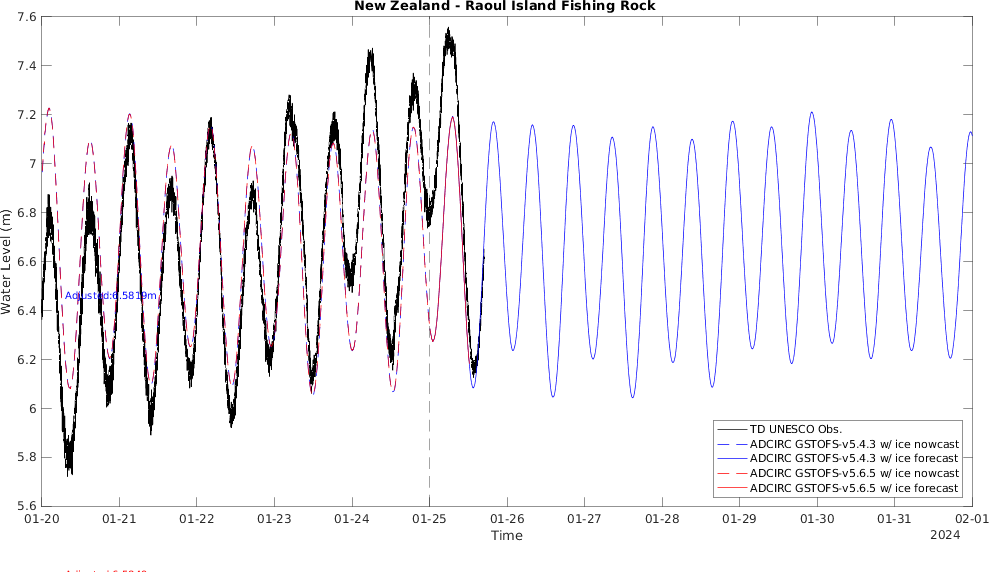 New Zealand - Raoul Island Fishing Rock
7.6
7.4
7.2
7
6.8
6.6
6.4
6.2
6
5.8
5.6
Water Level (m)
Adjusted:6.5819m
TD UNESCO Obs.
ADCIRC GSTOFS-v5.4.3 w/ ice nowcast
ADCIRC GSTOFS-v5.4.3 w/ ice forecast
ADCIRC GSTOFS-v5.6.5 w/ ice nowcast
ADCIRC GSTOFS-v5.6.5 w/ ice forecast
01-20 01-21 01-22 01-23 01-24 01-25 01-26 01-27 01-28 01-29 01-30 01-31 02-01
Time
2024